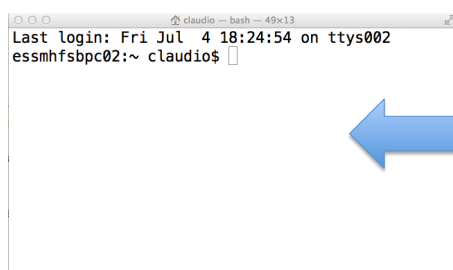 claudio — bash — 49×13
Last login: Fri Jul  4 18:24:54 on ttys002
essmhfsbpc02:~ claudio$